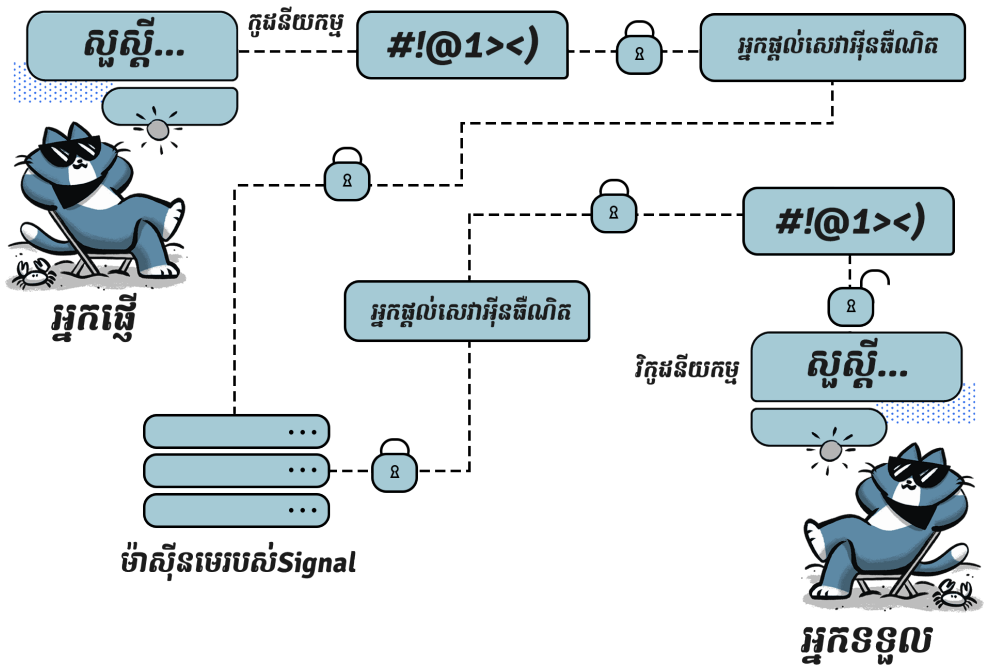 សួស្តី...
កូដនីយកម្ម
#!@1><)
អ្នកផ្តល់សេវាអ៊ីនធឺណិត
អ្នកផ្ញើ
#!@1><)
អ្នកផ្តល់សេវាអ៊ីនធឺណិត
វិកូដនីយកម្ម
សួស្តី...
ម៉ាស៊ីនមេរបស់Signal
អ្នកទទួល